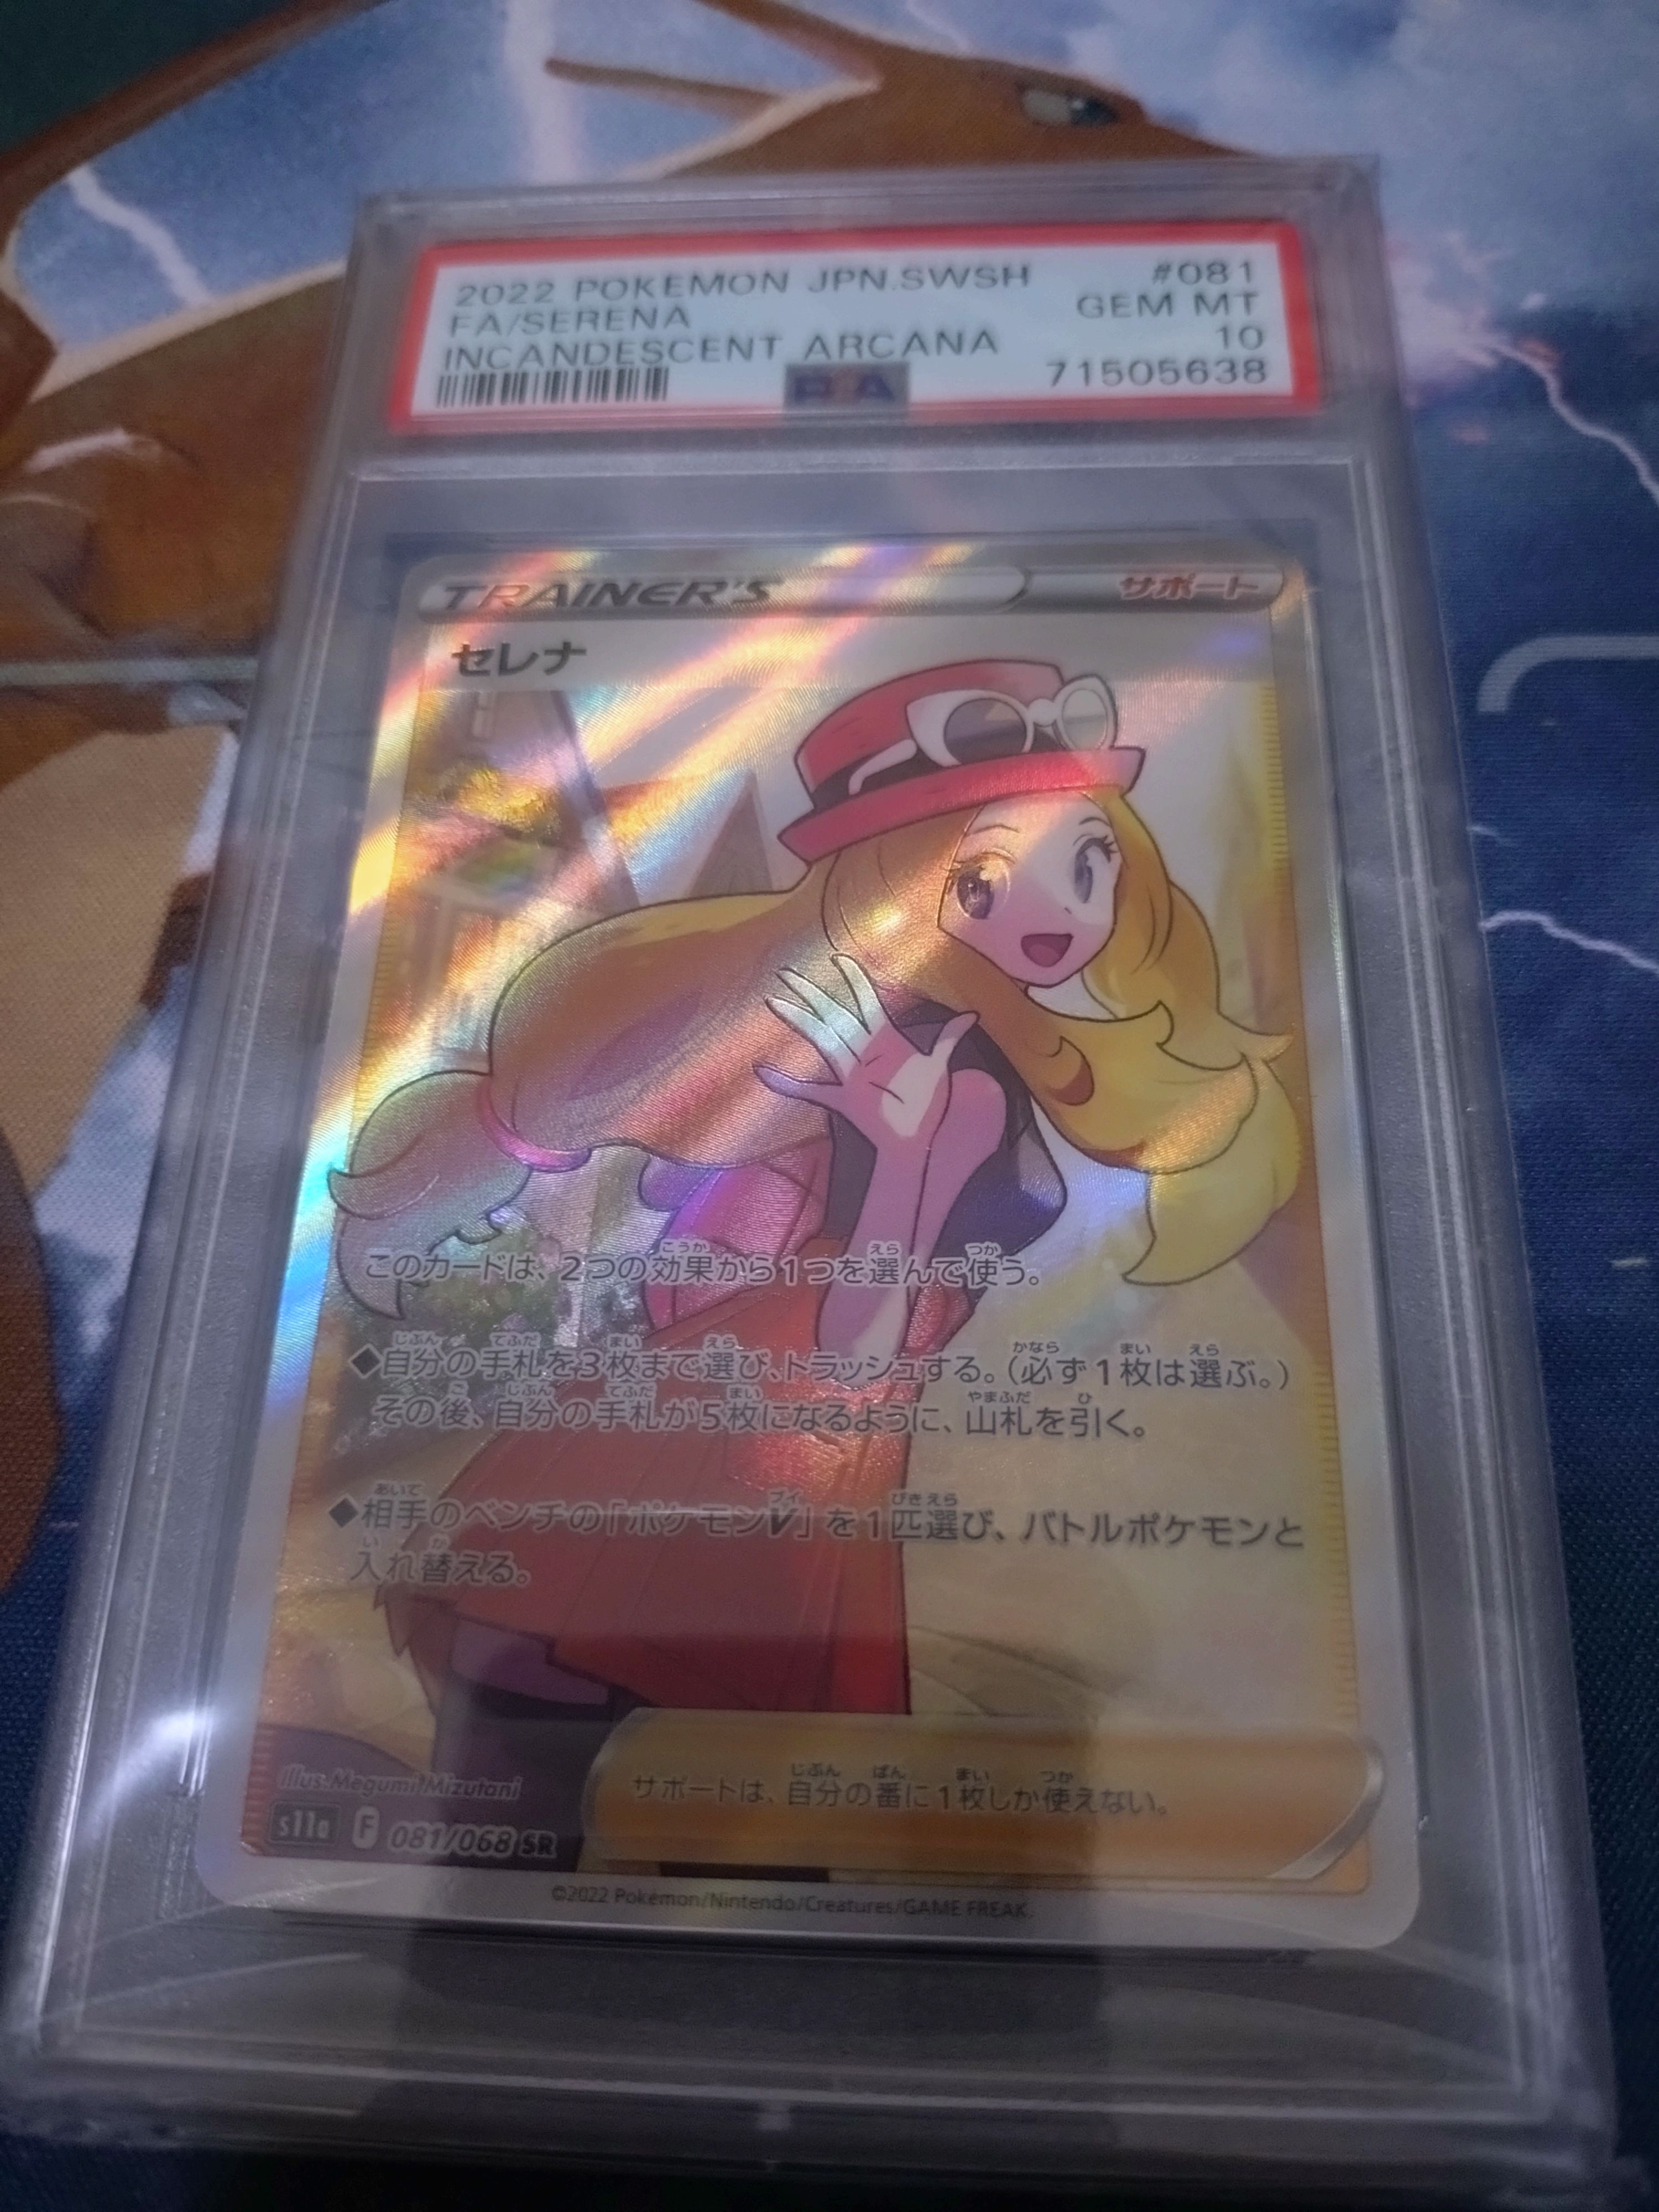 2022 POKEMON JPN.SWSH #081
FA/SERENA GEM MT
INCANDESCENT ARCANA 10
PSA 71505638
TRAINER'S サポート
セレナ
このカードは、2つの効果から1つを選んで使う。
◆自分の手札を3枚まで選び、トラッシュする。(必ず1枚は選ぶ。)
その後、自分の手札が5枚になるように、山札を引く。
◆相手のベンチの「ポケモンV」を1匹選び、バトルポケモンと
入れ替える。
サポートは、自分の番に1枚しか使えない。
illus. Megumi Mizutani
s11a F 081/068 SR
©2022 Pokémon/Nintendo/Creatures/GAME FREAK.